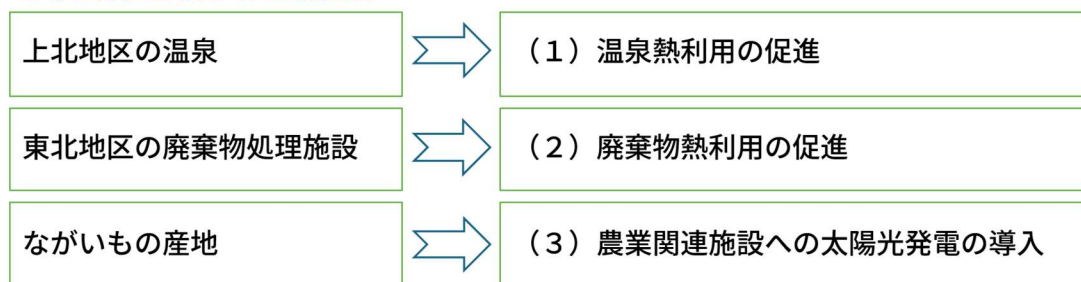 上北地区の温泉
（１）温泉熱利用の促進
東北地区の廃棄物処理施設
（２）廃棄物熱利用の促進
ながいもの産地
（３）農業関連施設への太陽光発電の導入